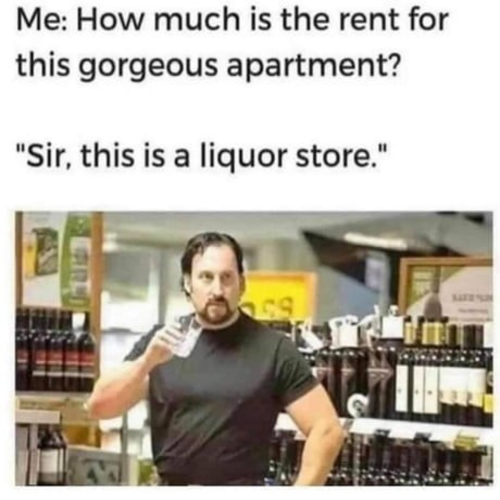 Me: How much is the rent for
this gorgeous apartment?
"Sir, this is a liquor store."